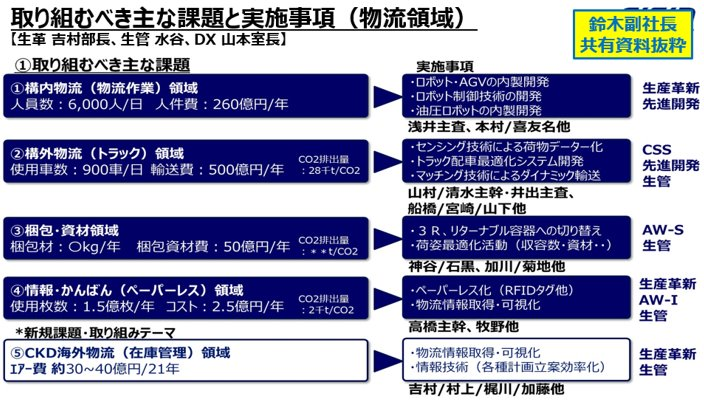 取り組むべき主な課題と実施事項（物流領域）
【生革 吉村部長、生管 水谷、DX 山本室長】
鈴木副社長
共有資料抜粋
①取り組むべき主な課題
実施事項
①構内物流（物流作業）領域
人員数：6,000人/日 人件費：260億円/年
・ロボット・AGVの内製開発
・ロボット制御技術の開発
・油圧ロボットの内製開発
生産革新
先進開発
浅井主査、本村/喜友名他
②構外物流（トラック）領域
使用車数：900車/日 輸送費：500億円/年
CO2排出量
：28千t/CO2
・センシング技術による荷物データー化
・トラック配車最適化システム開発
・マッチング技術によるダイナミック輸送
CSS
先進開発
生管
山村/清水主幹・井出主査、
船橋/宮崎/山下他
③梱包・資材領域
梱包材：〇kg/年 梱包資材費：50億円/年
CO2排出量
：＊＊t/CO2
・３Ｒ、リターナブル容器への切り替え
・荷姿最適化活動（収容数・資材・・）
AW-S
生管
神谷/石黒、加川/菊地他
④情報・かんばん（ペーパーレス）領域
使用枚数：1.5億枚/年 コスト：2.5億円/年
CO2排出量
：2千t/CO2
・ペーパーレス化（RFIDタグ他）
・物流情報取得・可視化
生産革新
AW-I
生管
高橋主幹、牧野他
*新規課題・取り組みテーマ
⑤CKD海外物流（在庫管理）領域
ｴｱｰ費 約30~40億円/21年
・物流情報取得・可視化
・情報技術（各種計画立案効率化）
生産革新
生管
吉村/村上/梶川/加藤他